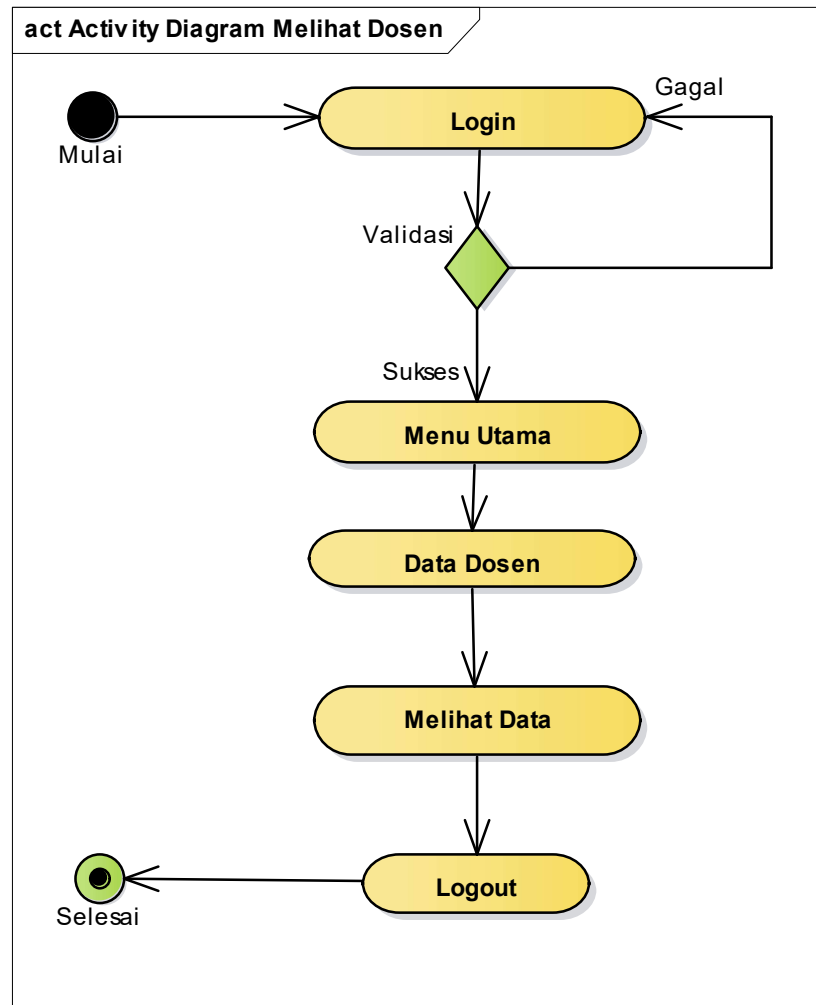 act Activity Diagram Melihat Dosen
Gagal
Login
Mulai
Validasi
Sukses
Menu Utama
Data Dosen
Melihat Data
Logout
Selesai